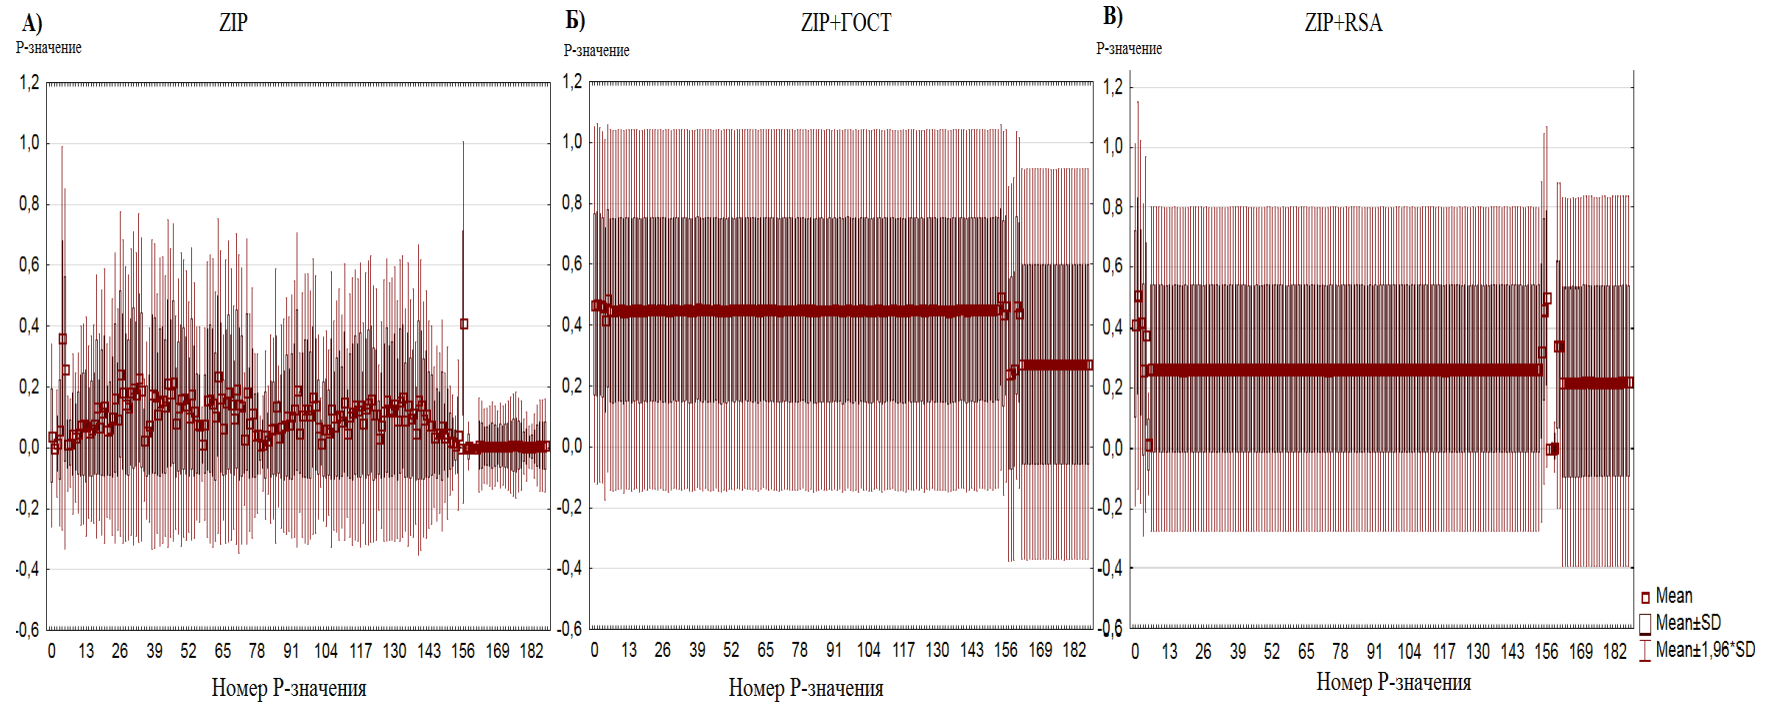 А)
ZIP
P-значение
1,2
1,0
0,8
0,6
0,4
0,2
0,0
-0,2
-0,4
-0,6
0 13 26 39 52 65 78 91 104 117 130 143 156 169 182
Номер P-значения
Б)
ZIP+ГОСТ
P-значение
1,2
1,0
0,8
0,6
0,4
0,2
0,0
-0,2
-0,4
-0,6
0 13 26 39 52 65 78 91 104 117 130 143 156 169 182
Номер P-значения
В)
ZIP+RSA
P-значение
1,2
1,0
0,8
0,6
0,4
0,2
0,0
-0,2
-0,4
-0,6
0 13 26 39 52 65 78 91 104 117 130 143 156 169 182
Номер P-значения
Mean
Mean±SD
Mean±1,96*SD